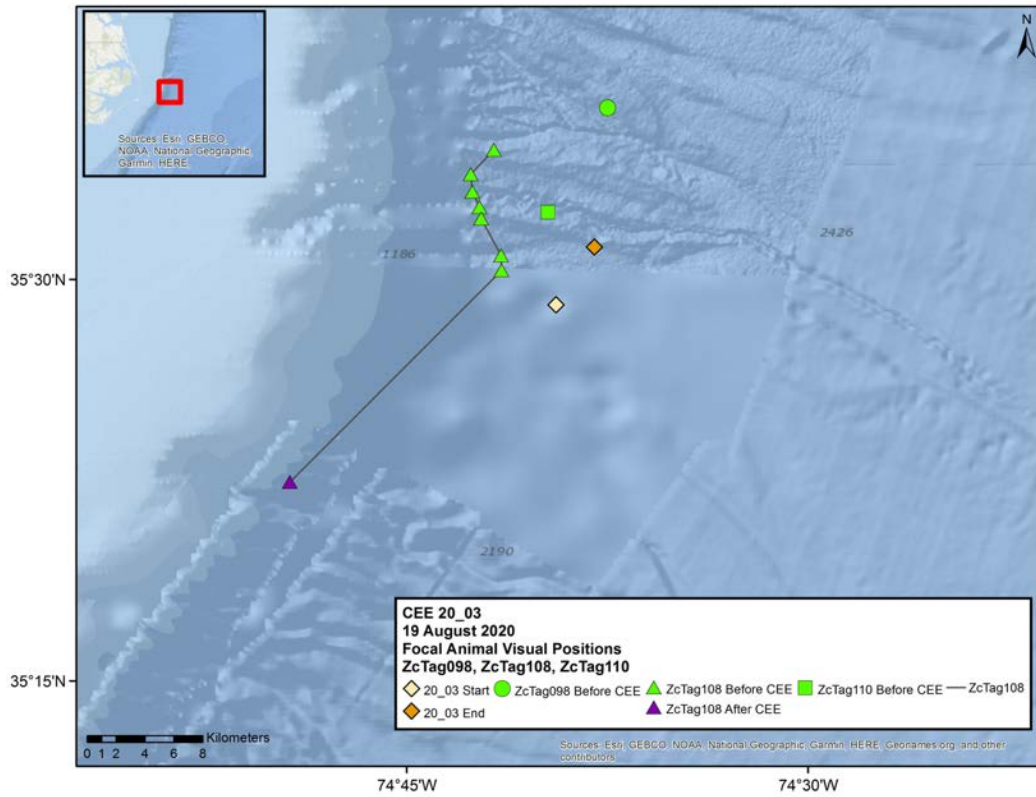 Sources: Esri, GEBCO,
NOAA, National Geographic,
Garmin, HERE
N
2426
1186
35°30'N
2190
CEE 20_03
19 August 2020
Focal Animal Visual Positions
ZcTag098, ZcTag108, ZcTag110
20_03 Start ZcTag098 Before CEE ZcTag108 Before CEE ZcTag110 Before CEE ZcTag108
20_03 End ZcTag108 After CEE
35°15'N
Kilometers
0 1 2 4 6 8
Sources: Esri, GEBCO, NOAA, National Geographic, Garmin, HERE, Geonames.org, and other
contributors
74°45'W 74°30'W